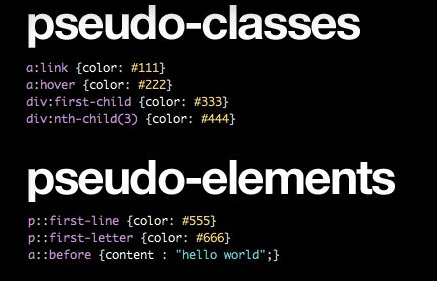 pseudo-classes
a:link {color: #111}
a:hover {color: #222}
div:first-child {color: #333}
div:nth-child(3) {color: #444}
pseudo-elements
p::first-line {color: #555}
p::first-letter {color: #666}
a::before {content : "hello world";}